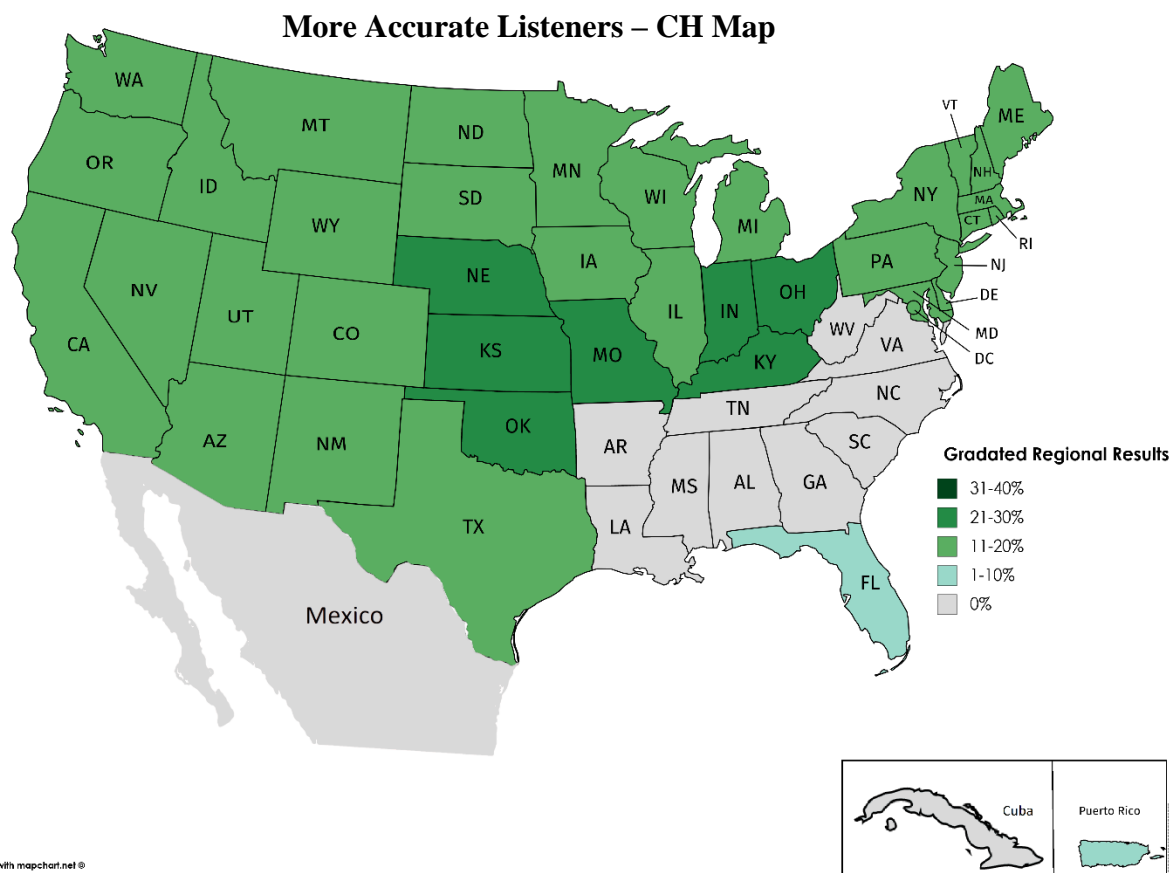 More Accurate Listeners – CH Map
WA
MT
ND
MN
VT
ME
OR
ID
SD
WI
MI
NY
NH
MA
CT
RI
WY
NE
IA
PA
NJ
NV
UT
CO
IL
IN
OH
DE
MD
DC
CA
KS
MO
KY
WV
VA
AZ
NM
OK
AR
TN
NC
SC
TX
LA
MS
AL
GA
FL
Gradated Regional Results
31-40%
21-30%
11-20%
1-10%
0%
Mexico
Cuba
Puerto Rico
with mapchart.net ©